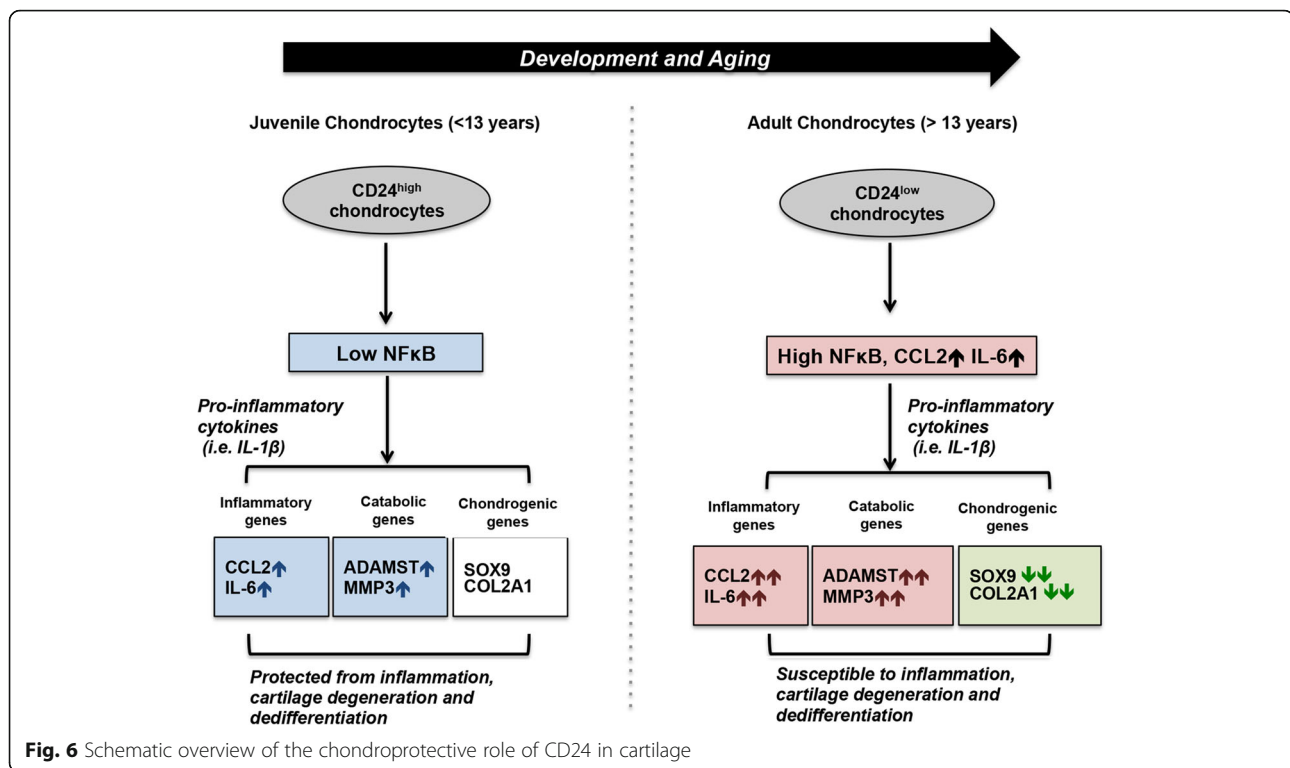 Development and Aging
Juvenile Chondrocytes (<13 years)
CD24high
chondrocytes
Low NFκB
Pro-inflammatory
cytokines
(i.e. IL-1β)
Inflammatory
genes
Catabolic
genes
Chondrogenic
genes
CCL2↑
IL-6↑
ADAMST↑
MMP3↑
SOX9
COL2A1
Protected from inflammation,
cartilage degeneration and
dedifferentiation
Adult Chondrocytes (> 13 years)
CD24low
chondrocytes
High NFκB, CCL2↑ IL-6↑
Pro-inflammatory
cytokines
(i.e. IL-1β)
Inflammatory
genes
Catabolic
genes
Chondrogenic
genes
CCL2↑↑
IL-6↑↑
ADAMST↑↑
MMP3↑↑
SOX9 ↓↓
COL2A1 ↓↓
Susceptible to inflammation,
cartilage degeneration and
dedifferentiation
Fig. 6 Schematic overview of the chondroprotective role of CD24 in cartilage